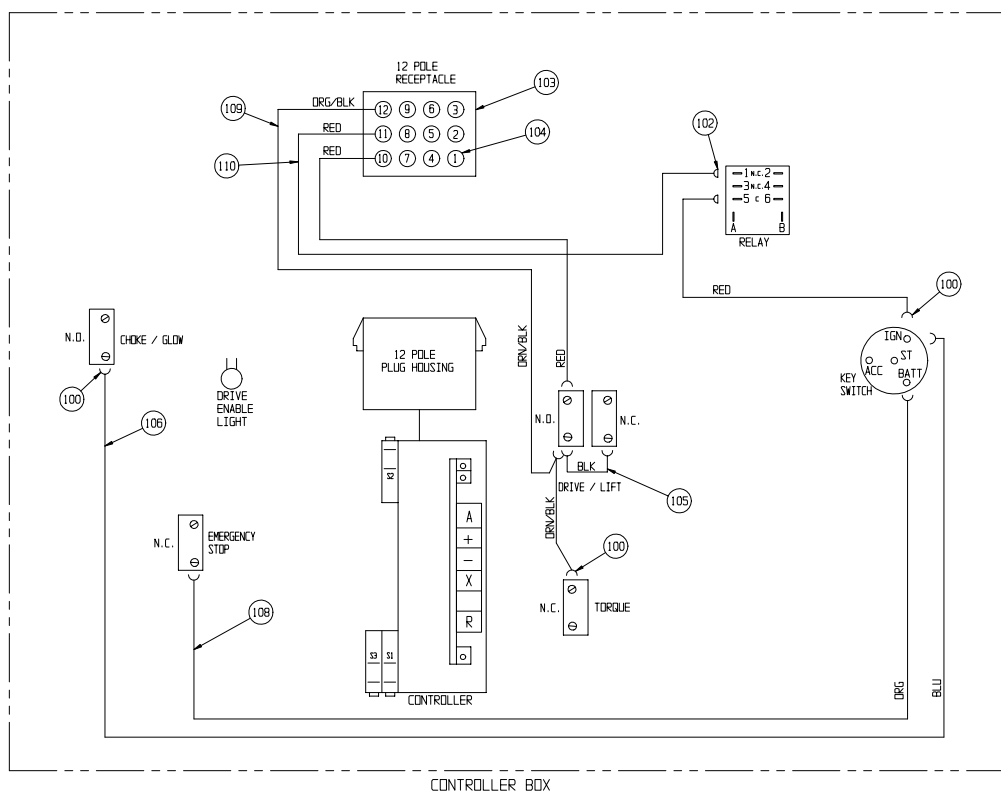 12 POLE
RECEPTACLE
ORG/BLK
12 9 6 3
RED
11 8 5 2
RED
10 7 4 1
103
104
109
110
102
1 N.C. 2
3 N.C. 4
5 C 6
A B
RELAY
RED
100
IGN
ST
ACC
BATT
KEY
SWITCH
N.O.
CHOKE / GLOW
100
106
DRIVE
ENABLE
LIGHT
12 POLE
PLUG HOUSING
ORN/BLK
RED
N.O.
N.C.
BLK
DRIVE / LIFT
105
ORN/BLK
100
N.C.
TORQUE
K2
A
+
-
X
R
S3 S1
CONTROLLER
N.C.
EMERGENCY
STOP
108
ORG
BLU
CONTROLLER BOX